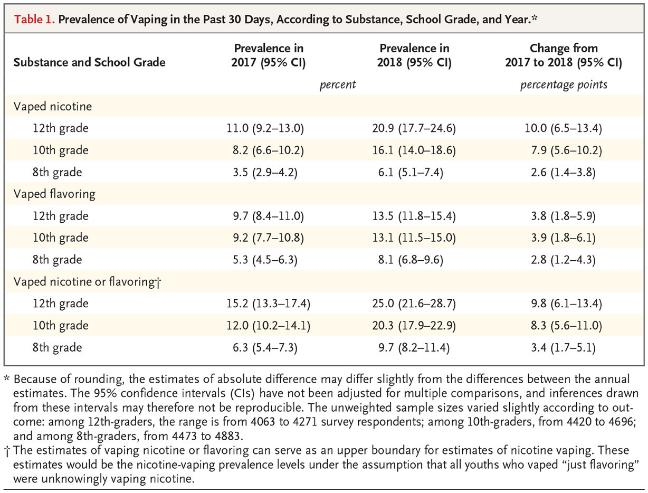 Table 1. Prevalence of Vaping in the Past 30 Days, According to Substance, School Grade, and Year.*
Substance and School Grade Prevalence in 2017 (95% CI) Prevalence in 2018 (95% CI) Change from 2017 to 2018 (95% CI)
percent percentage points
Vaped nicotine
12th grade 11.0 (9.2–13.0) 20.9 (17.7–24.6) 10.0 (6.5–13.4)
10th grade 8.2 (6.6–10.2) 16.1 (14.0–18.6) 7.9 (5.6–10.2)
8th grade 3.5 (2.9–4.2) 6.1 (5.1–7.4) 2.6 (1.4–3.8)
Vaped flavoring
12th grade 9.7 (8.4–11.0) 13.5 (11.8–15.4) 3.8 (1.8–5.9)
10th grade 9.2 (7.7–10.8) 13.1 (11.5–15.0) 3.9 (1.8–6.1)
8th grade 5.3 (4.5–6.3) 8.1 (6.8–9.6) 2.8 (1.2–4.3)
Vaped nicotine or flavoring†
12th grade 15.2 (13.3–17.4) 25.0 (21.6–28.7) 9.8 (6.1–13.4)
10th grade 12.0 (10.2–14.1) 20.3 (17.9–22.9) 8.3 (5.6–11.0)
8th grade 6.3 (5.4–7.3) 9.7 (8.2–11.4) 3.4 (1.7–5.1)
* Because of rounding, the estimates of absolute difference may differ slightly from the differences between the annual
estimates. The 95% confidence intervals (CIs) have not been adjusted for multiple comparisons, and inferences drawn
from these intervals may therefore not be reproducible. The unweighted sample sizes varied slightly according to out-
come: among 12th-graders, the range is from 4063 to 4271 survey respondents; among 10th-graders, from 4420 to 4696;
and among 8th-graders, from 4473 to 4883.
† The estimates of vaping nicotine or flavoring can serve as an upper boundary for estimates of nicotine vaping. These
estimates would be the nicotine-vaping prevalence levels under the assumption that all youths who vaped “just flavoring”
were unknowingly vaping nicotine.